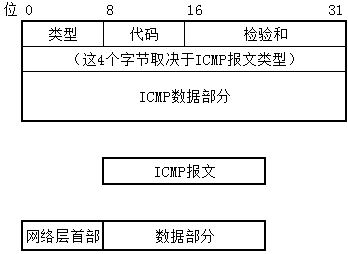 位 0 8 16 31
类型 代码 检验和
（这4个字节取决于ICMP报文类型）
ICMP数据部分
ICMP报文
网络层首部 数据部分